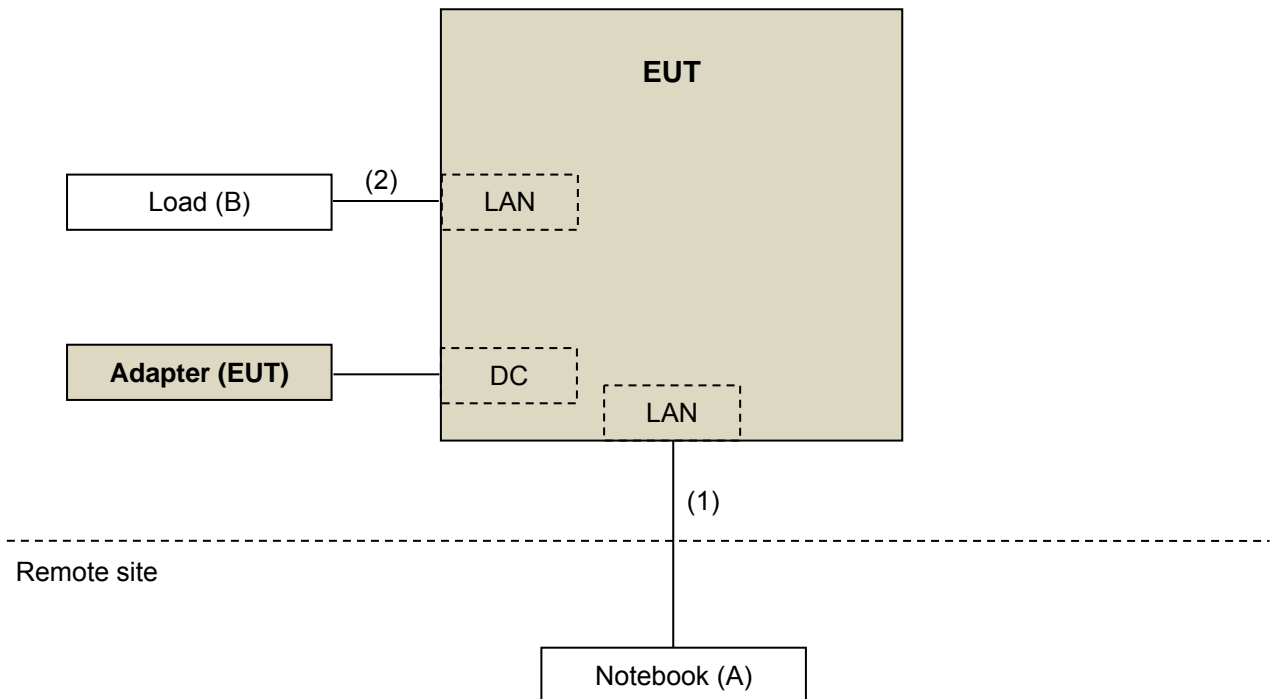 EUT
(2)
Load (B)
LAN
Adapter (EUT)
DC
LAN
(1)
Remote site
Notebook (A)